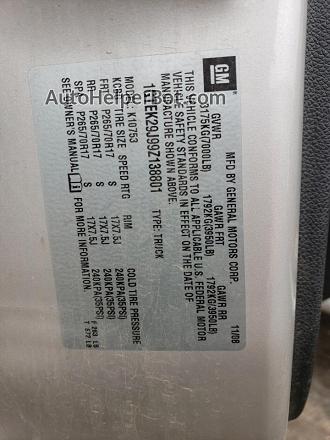 AutoHelperBot.com
GM
MFD BY GENERAL MOTORS CORP. 11/08
GVWR GAWR FRT GAWR RR
3175KG(7000LB) 1792KG(3950LB) 1792KG(3950LB)
THIS VEHICLE CONFORMS TO ALL APPLICABLE U.S. FEDERAL MOTOR
VEHICLE SAFETY STANDARDS IN EFFECT ON THE DATE OF
MANUFACTURE SHOWN ABOVE.
1GTEK29J99Z138801 TYPE: TRUCK
MODEL: K10753
KCHR TIRE SIZE SPEED RTG RIM COLD TIRE PRESSURE
FRT P265/70R17 S 17X7.5J 240KPA(35PSI)
RR P265/70R17 S 17X7.5J 240KPA(35PSI)
SPA P265/70R17 S 17X7.5J 240KPA(35PSI)
SEE OWNER'S MANUAL